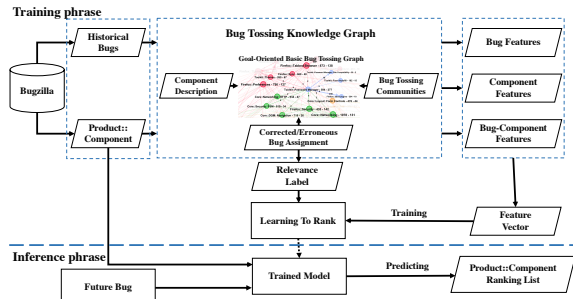 Training phrase
Historical
Bugs
Bugzilla
Product::
Component
Bug Tossing Knowledge Graph
Goal-Oriented Basic Bug Tossing Graph
Component
Description
Bug Tossing
Communities
Corrected/Erroneous
Bug Assignment
Bug Features
Component
Features
Bug-Component
Features
Relevance
Label
Learning To Rank
Training
Feature
Vector
Inference phrase
Future Bug
Trained Model
Predicting
Product::Component
Ranking List